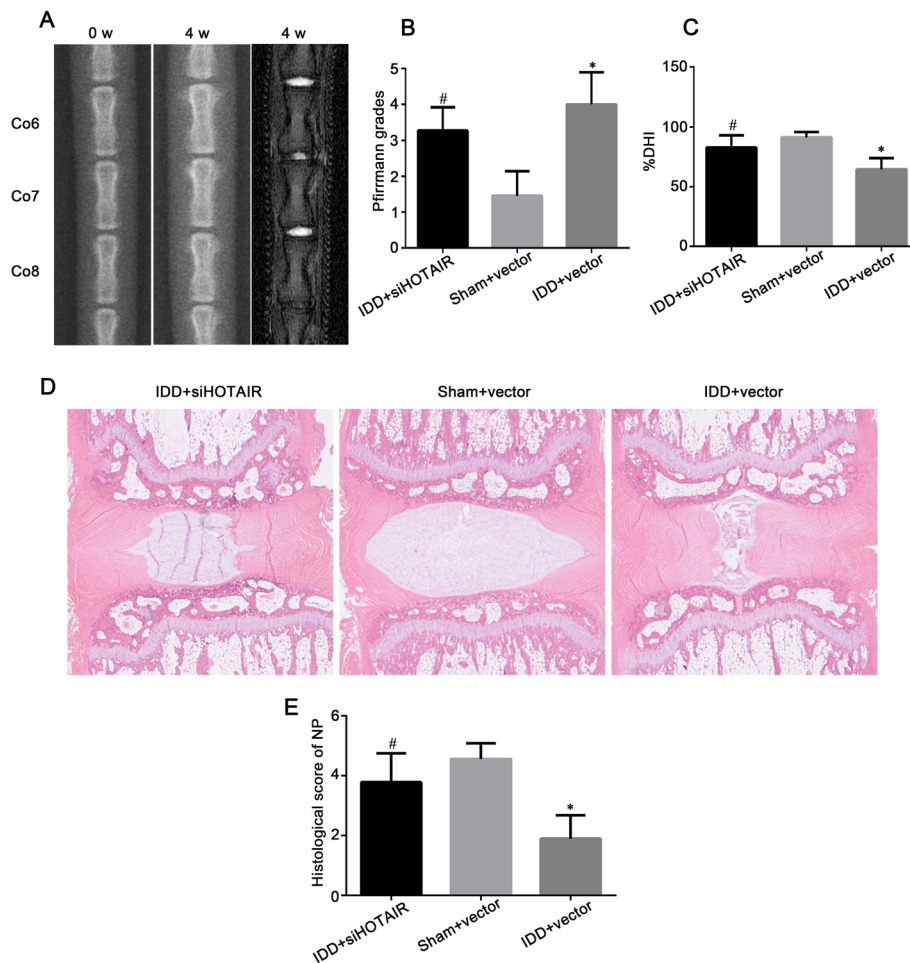 A
0 w
4 w
4 w
Co6
Co7
Co8
B
Pfirrmann grades
5
4
3
2
1
0
#
*
IDD+siHOTAIR
Sham+vector
IDD+vector
C
%DHI
150
100
50
0
#
*
IDD+siHOTAIR
Sham+vector
IDD+vector
D
IDD+siHOTAIR
Sham+vector
IDD+vector
E
Histological score of NP
6
4
2
0
#
*
IDD+siHOTAIR
Sham+vector
IDD+vector